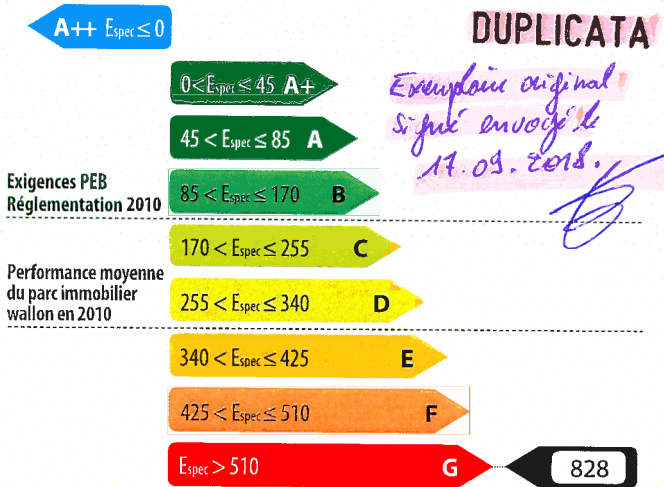 A++ Espec ≤ 0
DUPLICATA
0 < Espec ≤ 45 A+
Exemplaire original
Signé envoyé le
17.09.2018.
45 < Espec ≤ 85 A
Exigences PEB
Réglementation 2010
85 < Espec ≤ 170 B
170 < Espec ≤ 255 C
Performance moyenne
du parc immobilier
wallon en 2010
255 < Espec ≤ 340 D
340 < Espec ≤ 425 E
425 < Espec ≤ 510 F
Espec > 510 G
828